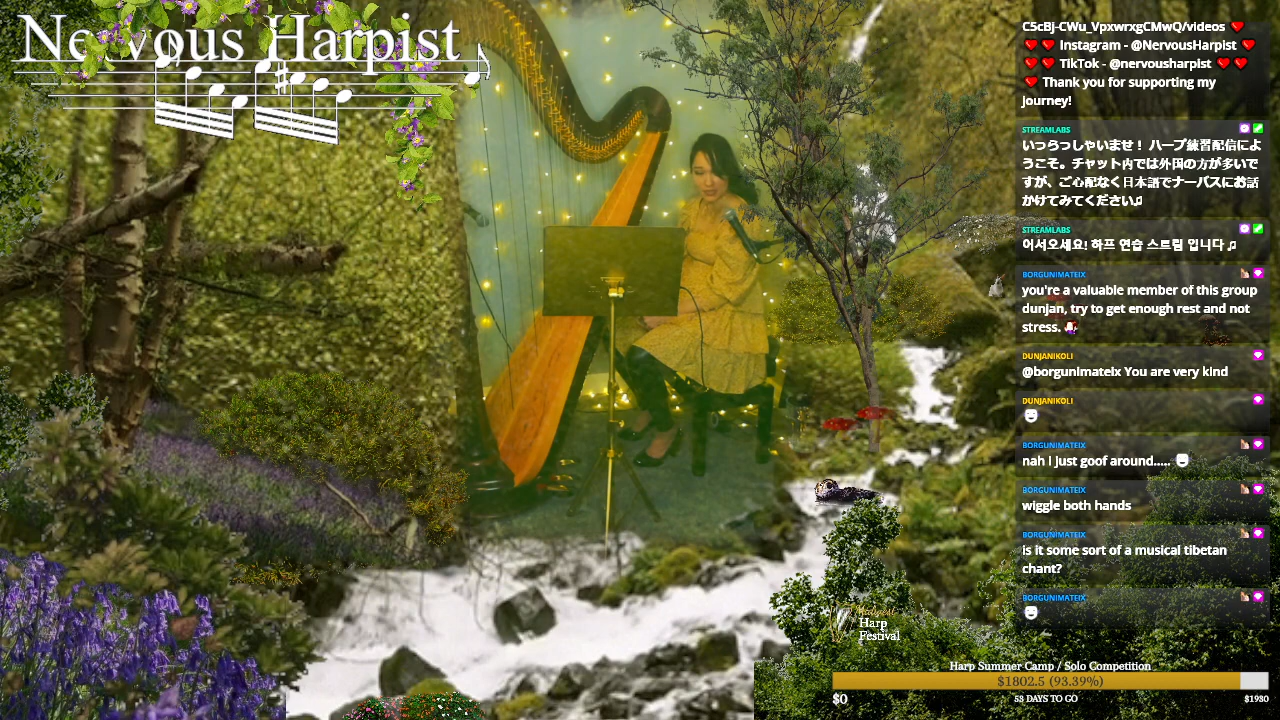 Nervous Harpist
C5cBJ-CWu_VpxwrxgCMwQ/videos
Instagram - @NervousHarpist
TikTok - @nervousharpist
Thank you for supporting my
journey!
STREAMLABS
いつらっしゃいませ！ ハープ練習配信によ
うこそ。チャット内では外国の方が多いで
すが、ご心配なく日本語でナーバスにお話
かけてみてください♫
STREAMLABS
어서오세요! 하프 연습 스트림 입니다 ♫
BORGUNIMATEIX
you're a valuable member of this group
dunjan, try to get enough rest and not
stress.
DUNJANIKOLI
@borgunimateix You are very kind
DUNJANIKOLI
BORGUNIMATEIX
nah I just goof around.....
BORGUNIMATEIX
wiggle both hands
BORGUNIMATEIX
is it some sort of a musical tibetan
chant?
BORGUNIMATEIX
Harp
Festival
Harp Summer Camp / Solo Competition
$1802.5 (93.39%)
$0
53 DAYS TO GO
$1930